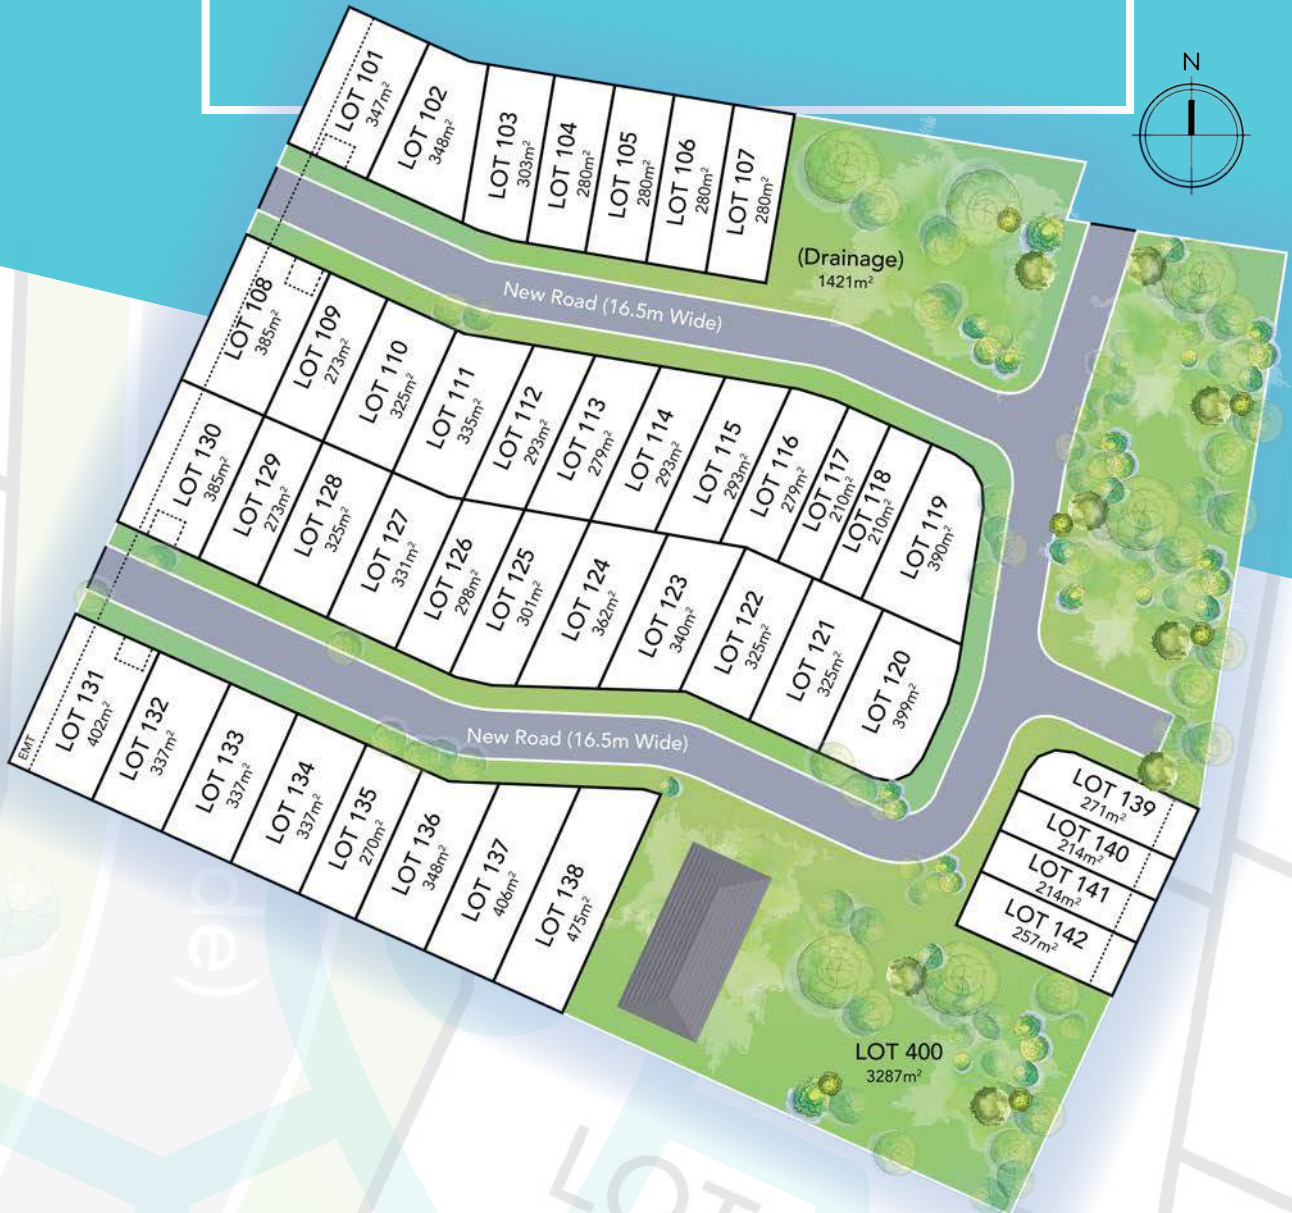 N
LOT 101
347m²
LOT 102
348m²
LOT 103
303m²
LOT 104
280m²
LOT 105
280m²
LOT 106
280m²
LOT 107
280m²
(Drainage)
1421m²
New Road (16.5m Wide)
LOT 108
385m²
LOT 109
273m²
LOT 110
325m²
LOT 111
335m²
LOT 112
293m²
LOT 113
279m²
LOT 114
293m²
LOT 115
293m²
LOT 116
279m²
LOT 117
210m²
LOT 118
210m²
LOT 119
390m²
LOT 130
385m²
LOT 129
273m²
LOT 128
325m²
LOT 127
331m²
LOT 126
298m²
LOT 125
301m²
LOT 124
362m²
LOT 123
340m²
LOT 122
325m²
LOT 121
325m²
LOT 120
399m²
New Road (16.5m Wide)
EMT
LOT 131
402m²
LOT 132
337m²
LOT 133
337m²
LOT 134
337m²
LOT 135
270m²
LOT 136
348m²
LOT 137
406m²
LOT 138
475m²
LOT 139
271m²
LOT 140
214m²
LOT 141
214m²
LOT 142
257m²
LOT 400
3287m²
de)
LOT